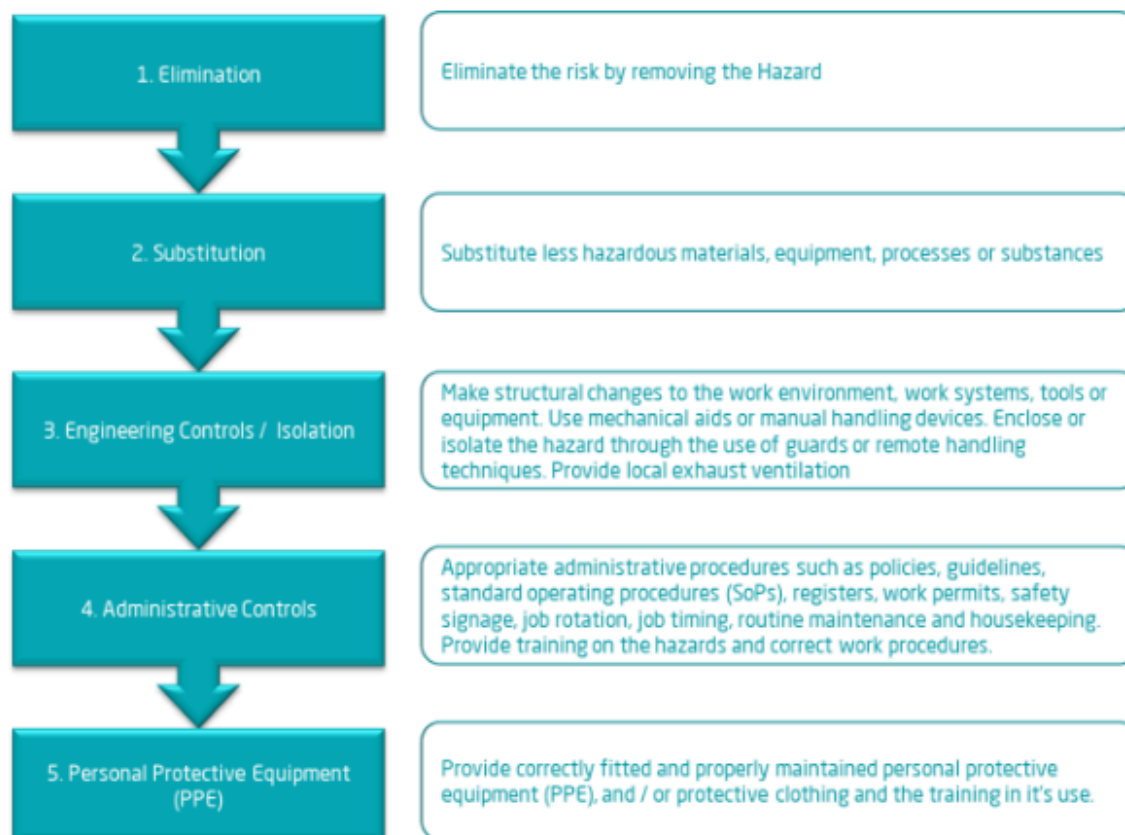 1. Elimination
Eliminate the risk by removing the Hazard
2. Substitution
Substitute less hazardous materials, equipment, processes or substances
3. Engineering Controls / Isolation
Make structural changes to the work environment, work systems, tools or
equipment. Use mechanical aids or manual handling devices. Enclose or
isolate the hazard through the use of guards or remote handling
techniques. Provide local exhaust ventilation
4. Administrative Controls
Appropriate administrative procedures such as policies, guidelines,
standard operating procedures (SoPs), registers, work permits, safety
signage, job rotation, job timing, routine maintenance and housekeeping.
Provide training on the hazards and correct work procedures.
5. Personal Protective Equipment
(PPE)
Provide correctly fitted and properly maintained personal protective
equipment (PPE), and / or protective clothing and the training in it's use.